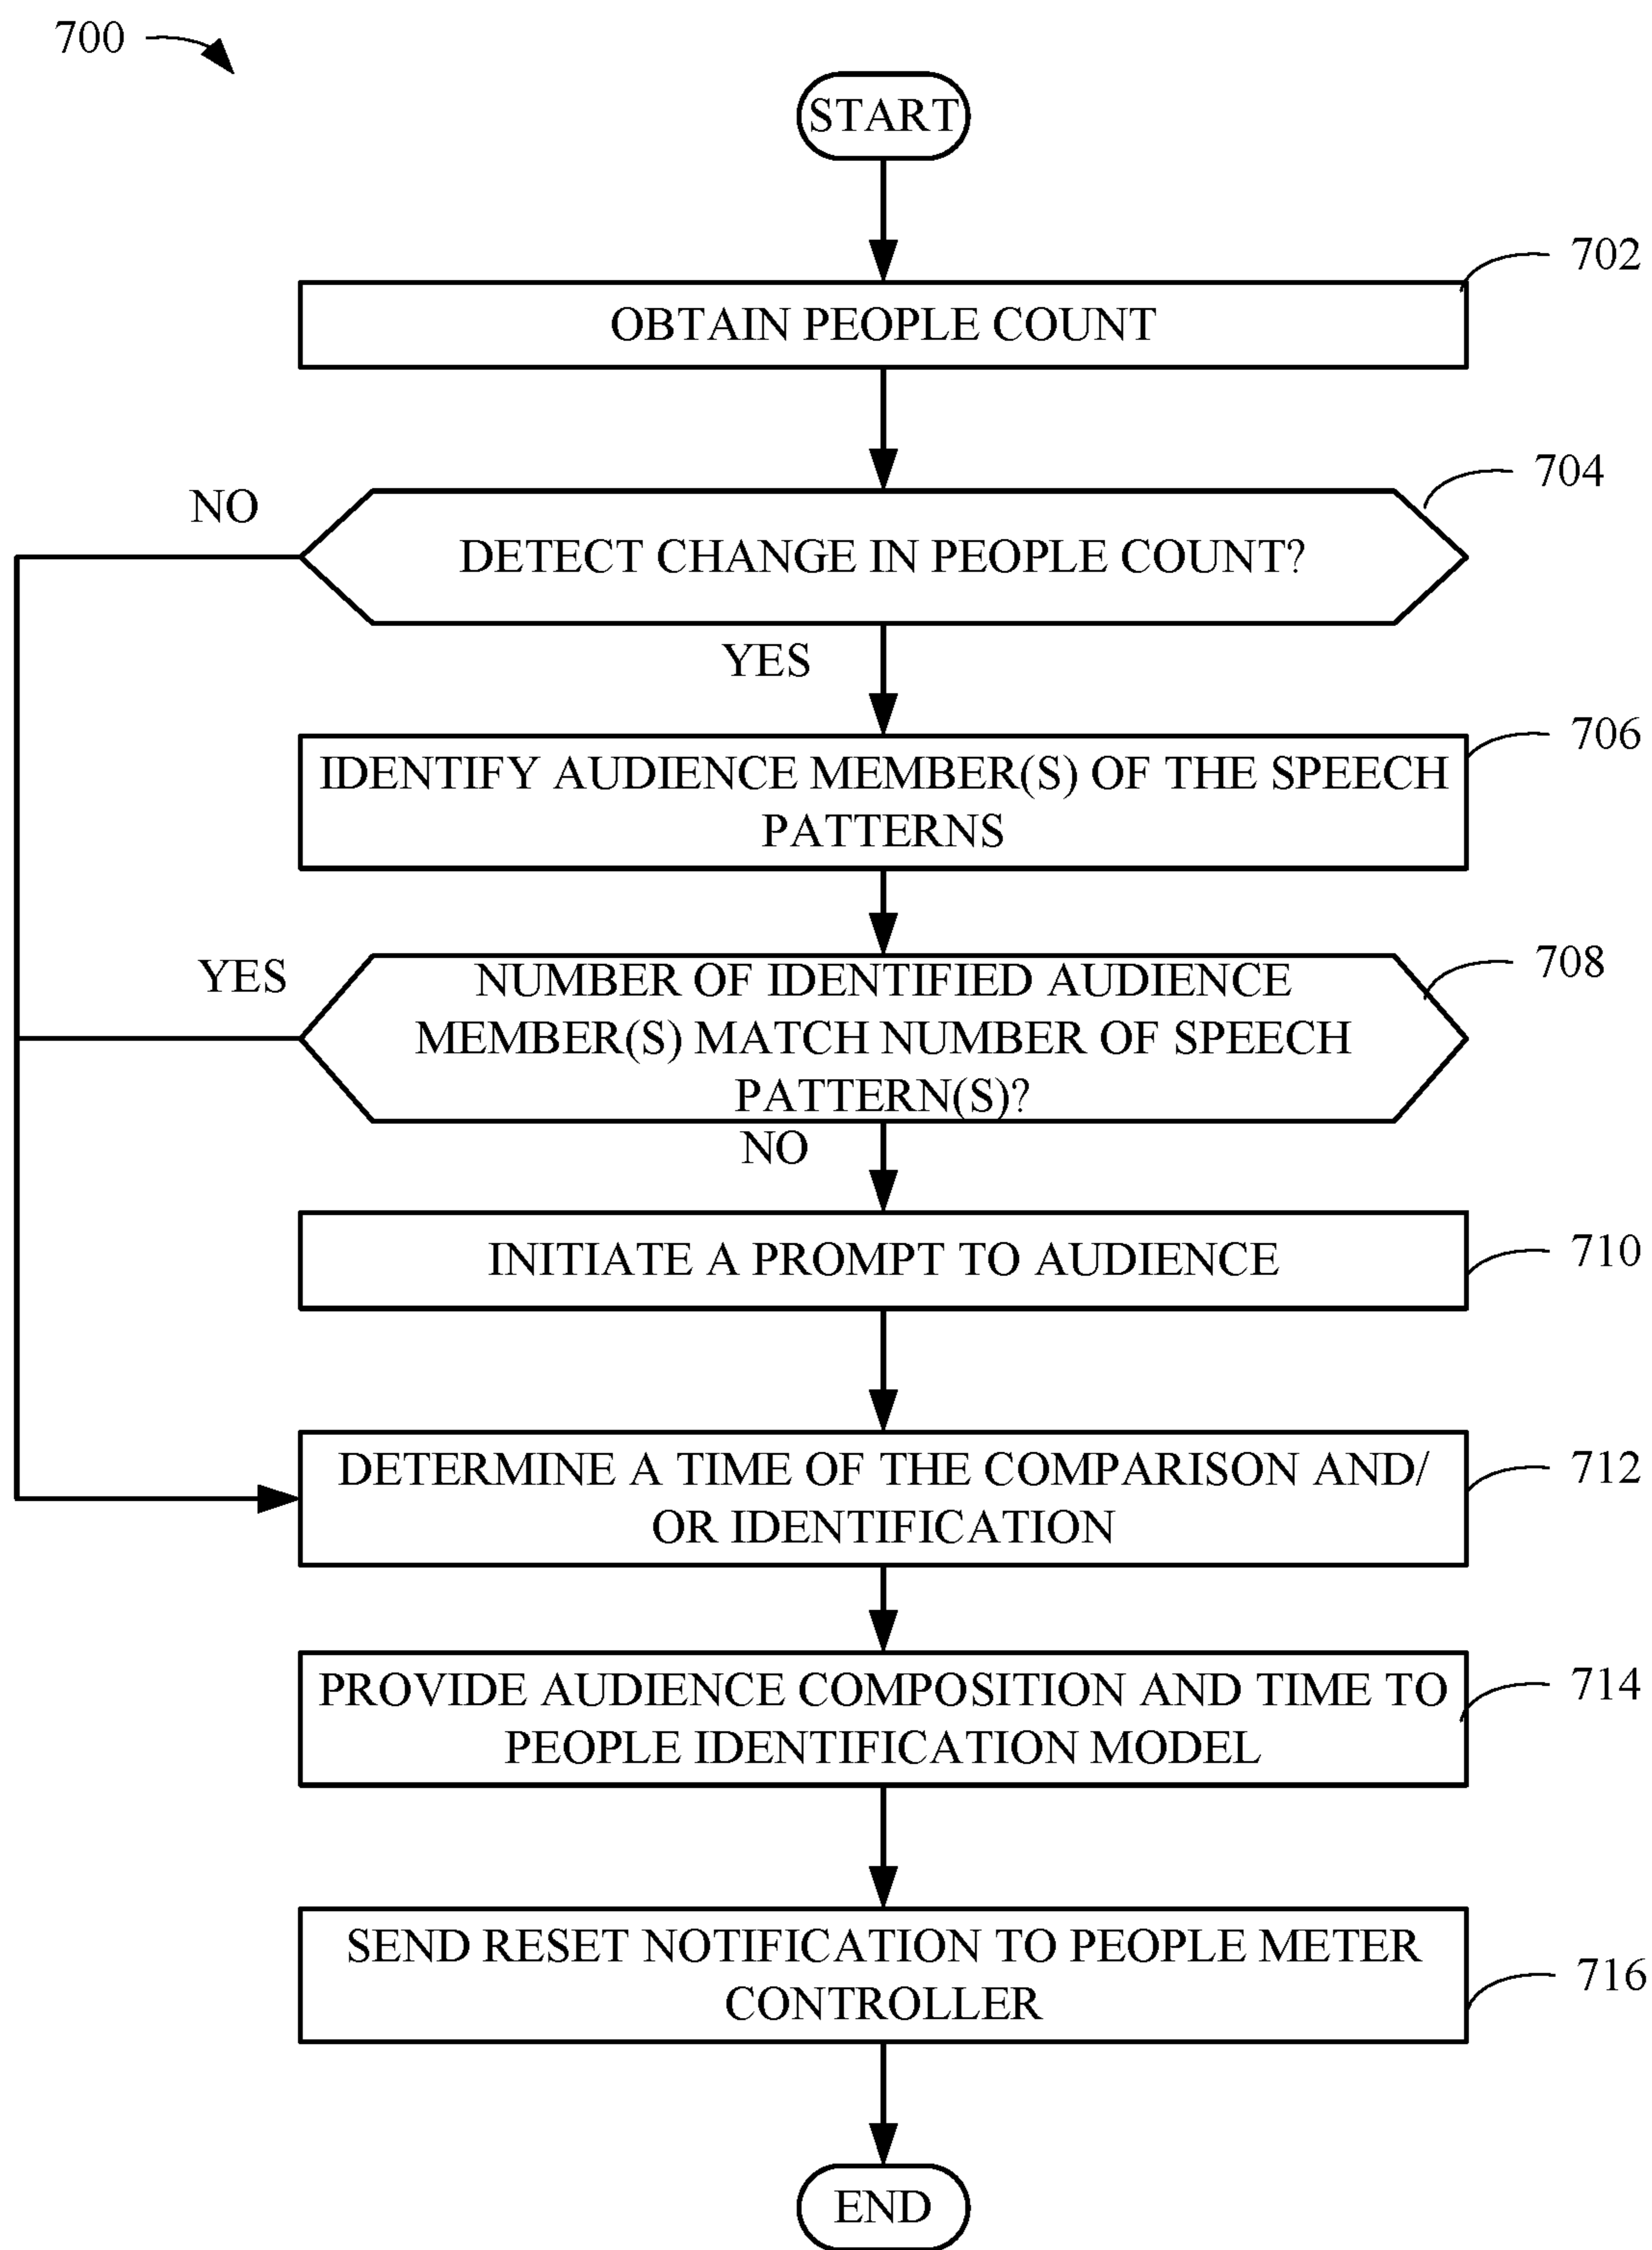 700
START
702
OBTAIN PEOPLE COUNT
704
NO
DETECT CHANGE IN PEOPLE COUNT?
YES
706
IDENTIFY AUDIENCE MEMBER(S) OF THE SPEECH
PATTERNS
708
YES
NUMBER OF IDENTIFIED AUDIENCE
MEMBER(S) MATCH NUMBER OF SPEECH
PATTERN(S)?
NO
710
INITIATE A PROMPT TO AUDIENCE
712
DETERMINE A TIME OF THE COMPARISON AND/
OR IDENTIFICATION
714
PROVIDE AUDIENCE COMPOSITION AND TIME TO
PEOPLE IDENTIFICATION MODEL
SEND RESET NOTIFICATION TO PEOPLE METER
CONTROLLER
716
END